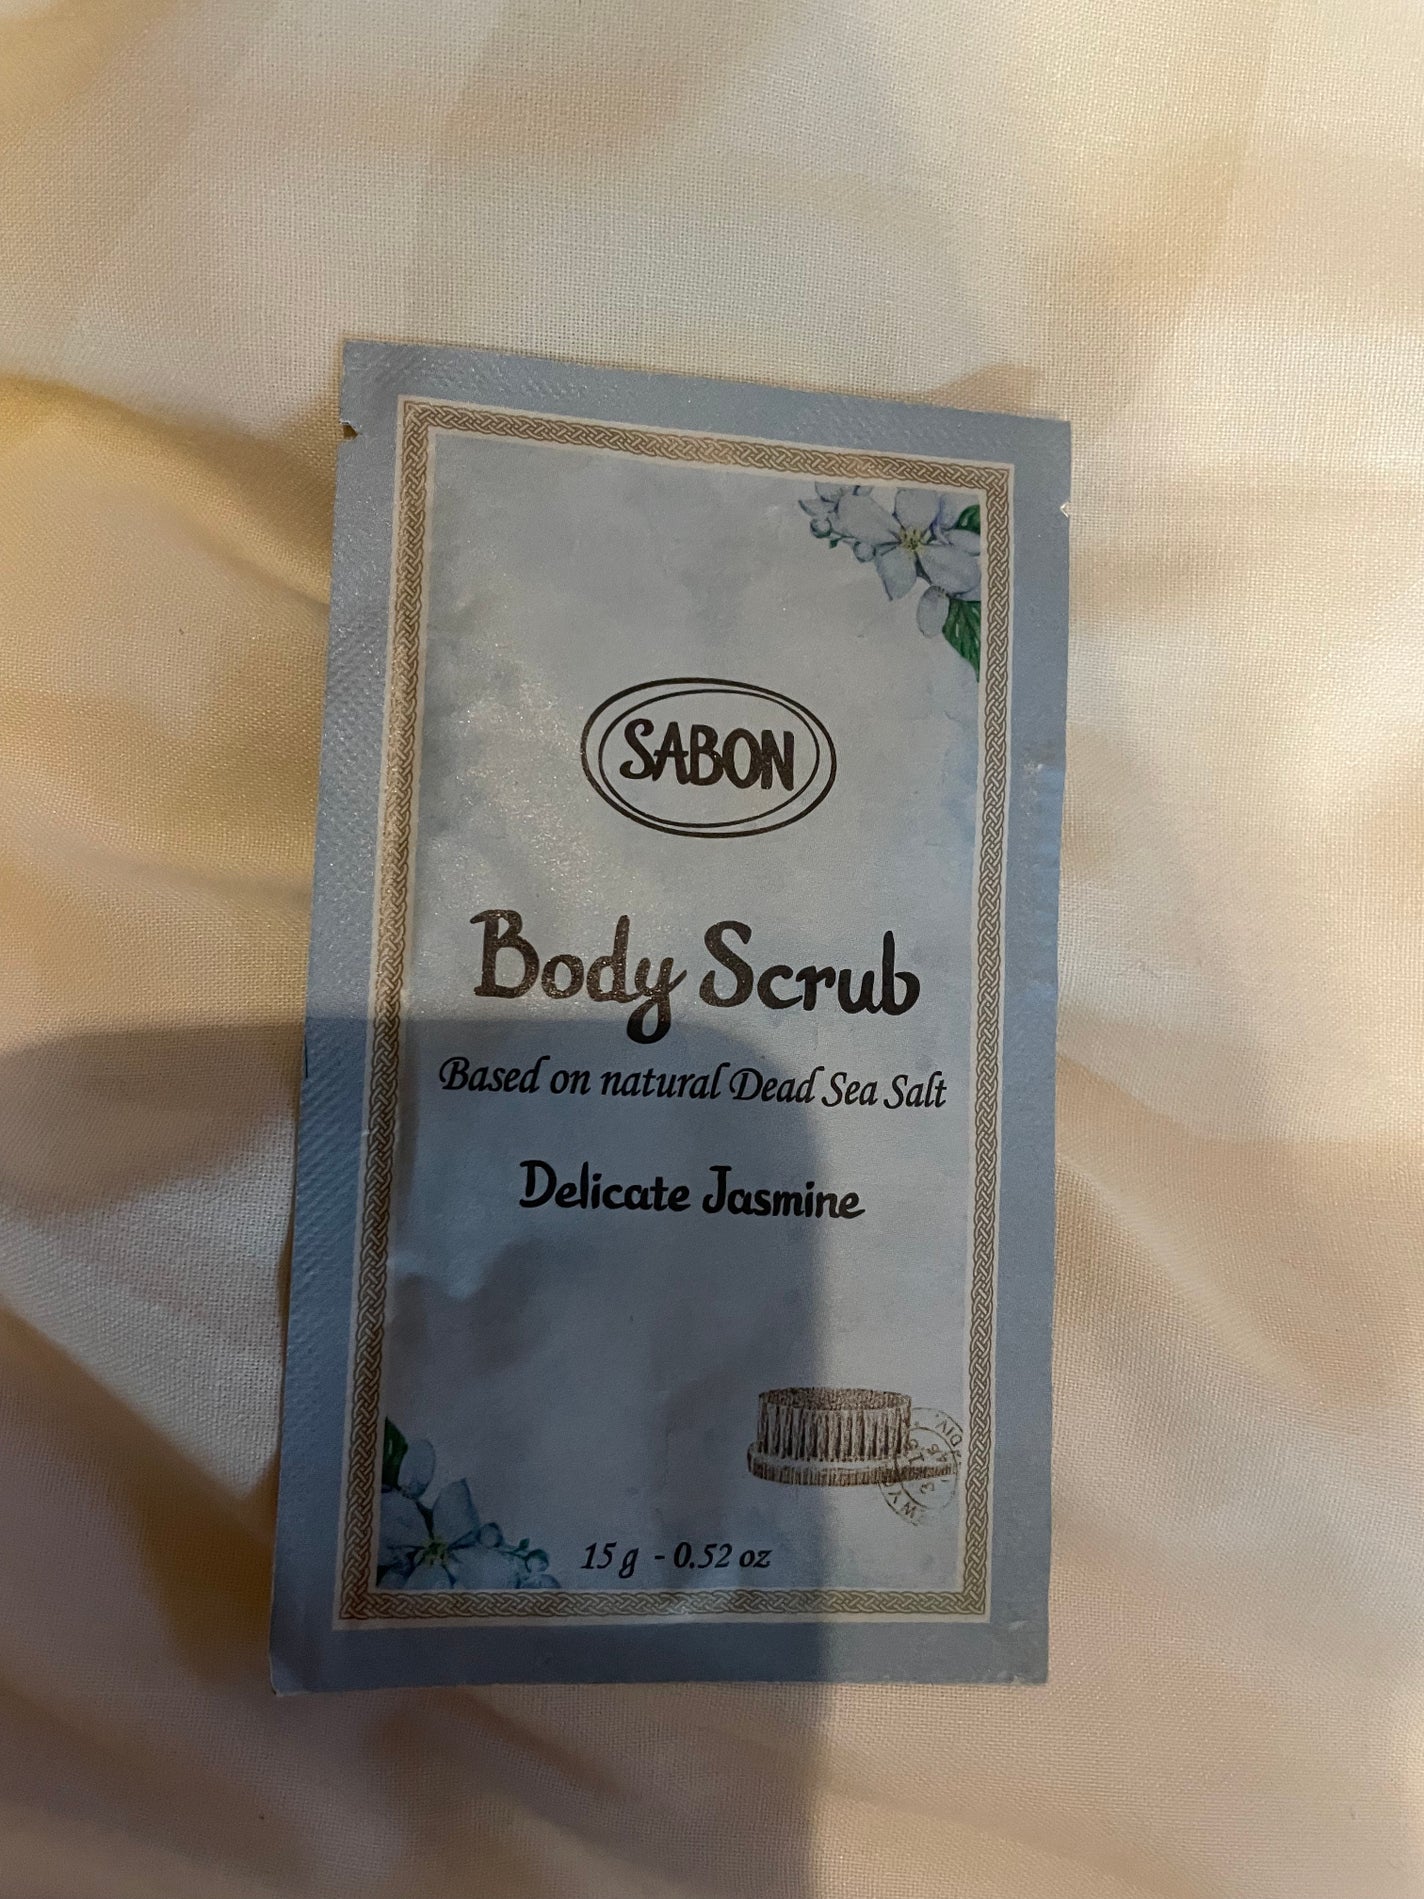 SABON
Body Scrub
Based on natural Dead Sea Salt
Delicate Jasmine
15 g - 0.52 oz